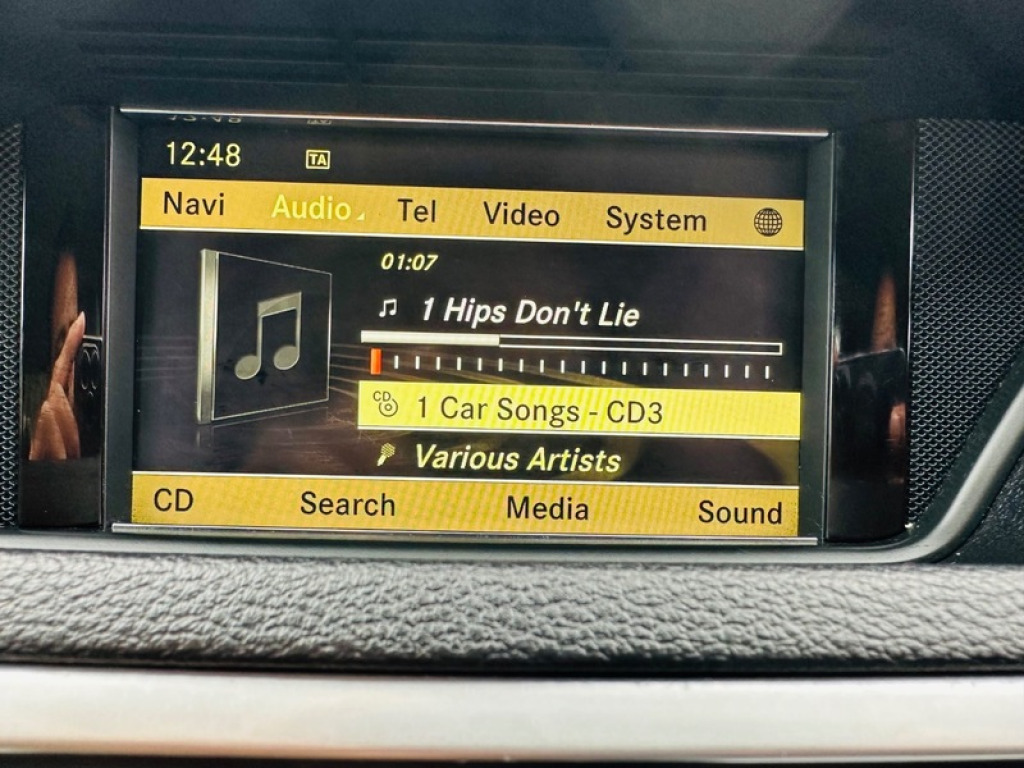 12:48 TA
Navi Audio Tel Video System
01:07
1 Hips Don't Lie
CD 1 Car Songs - CD3
Various Artists
CD Search Media Sound